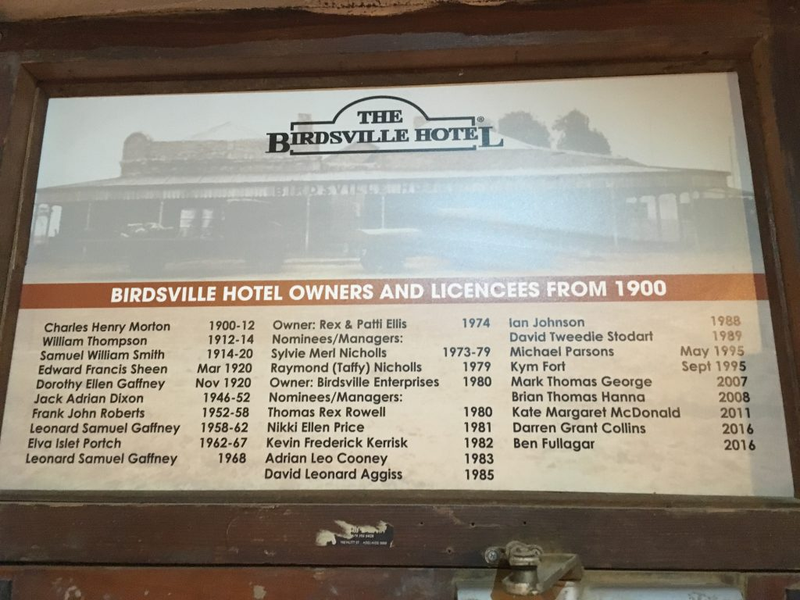 THE
BIRDSVILLE HOTEL®
BIRDSVILLE HOTEL
BIRDSVILLE HOTEL OWNERS AND LICENCEES FROM 1900
Charles Henry Morton 1900-12
William Thompson 1912-14
Samuel William Smith 1914-20
Edward Francis Sheen Mar 1920
Dorothy Ellen Gaffney Nov 1920
Jack Adrian Dixon 1946-52
Frank John Roberts 1952-58
Leonard Samuel Gaffney 1958-62
Elva Islet Portch 1962-67
Leonard Samuel Gaffney 1968
Owner: Rex & Patti Ellis 1974
Nominees/Managers:
Sylvie Merl Nicholls 1973-79
Raymond (Taffy) Nicholls 1979
Owner: Birdsville Enterprises 1980
Nominees/Managers:
Thomas Rex Rowell 1980
Nikki Ellen Price 1981
Kevin Frederick Kerrisk 1982
Adrian Leo Cooney 1983
David Leonard Aggiss 1985
Ian Johnson 1988
David Tweedie Stodart 1989
Michael Parsons May 1995
Kym Fort Sept 1995
Mark Thomas George 2007
Brian Thomas Hanna 2008
Kate Margaret McDonald 2011
Darren Grant Collins 2016
Ben Fullagar 2016